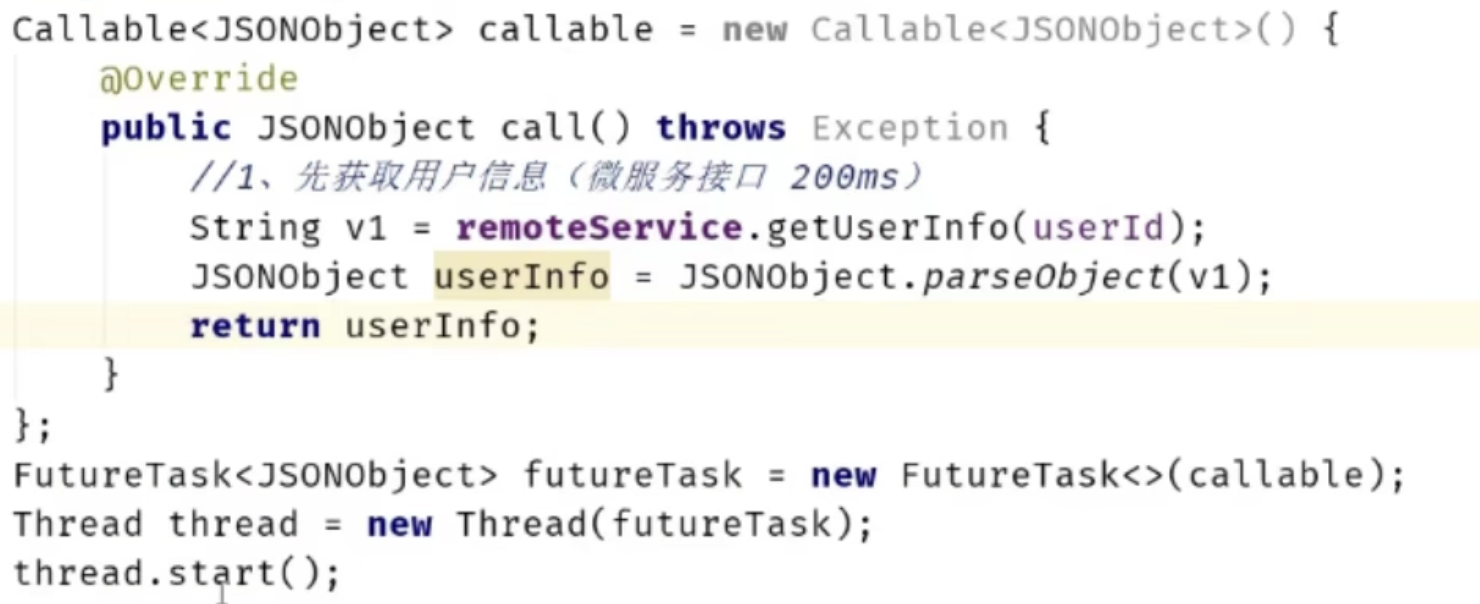 Callable<JSONObject> callable = new Callable<JSONObject>() {
@Override
public JSONObject call() throws Exception {
//1、先获取用户信息（微服务接口 200ms）
String v1 = remoteService.getUserInfo(userId);
JSONObject userInfo = JSONObject.parseObject(v1);
return userInfo;
}
};
FutureTask<JSONObject> futureTask = new FutureTask<>(callable);
Thread thread = new Thread(futureTask);
thread.start();